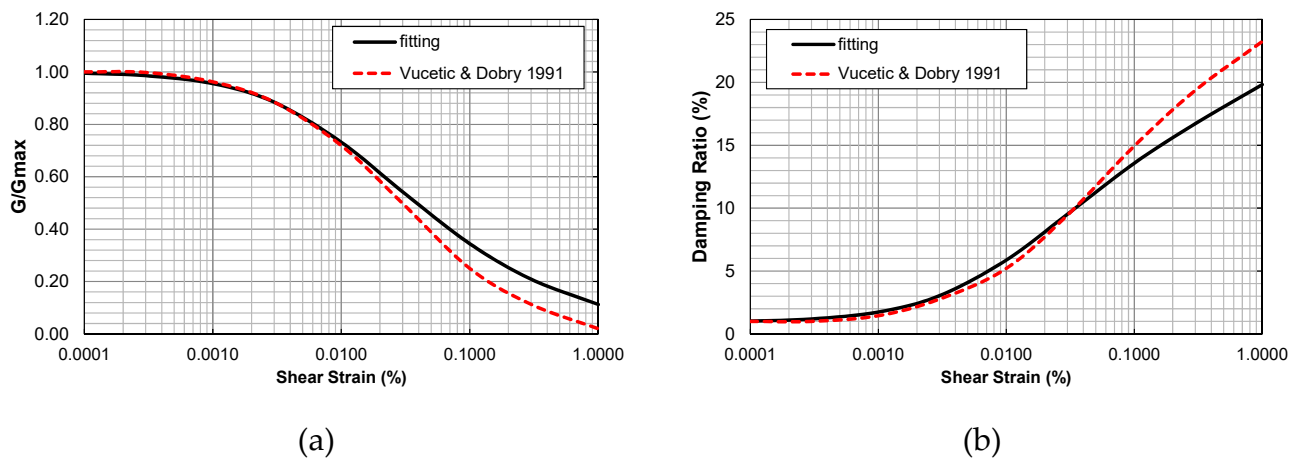 1.20
1.00
0.80
0.60
0.40
0.20
0.00
G/Gmax
fitting
Vucetic & Dobry 1991
0.0001 0.0010 0.0100 0.1000 1.0000
Shear Strain (%)
(a)
25
20
15
10
5
0
Damping Ratio (%)
fitting
Vucetic & Dobry 1991
0.0001 0.0010 0.0100 0.1000 1.0000
Shear Strain (%)
(b)